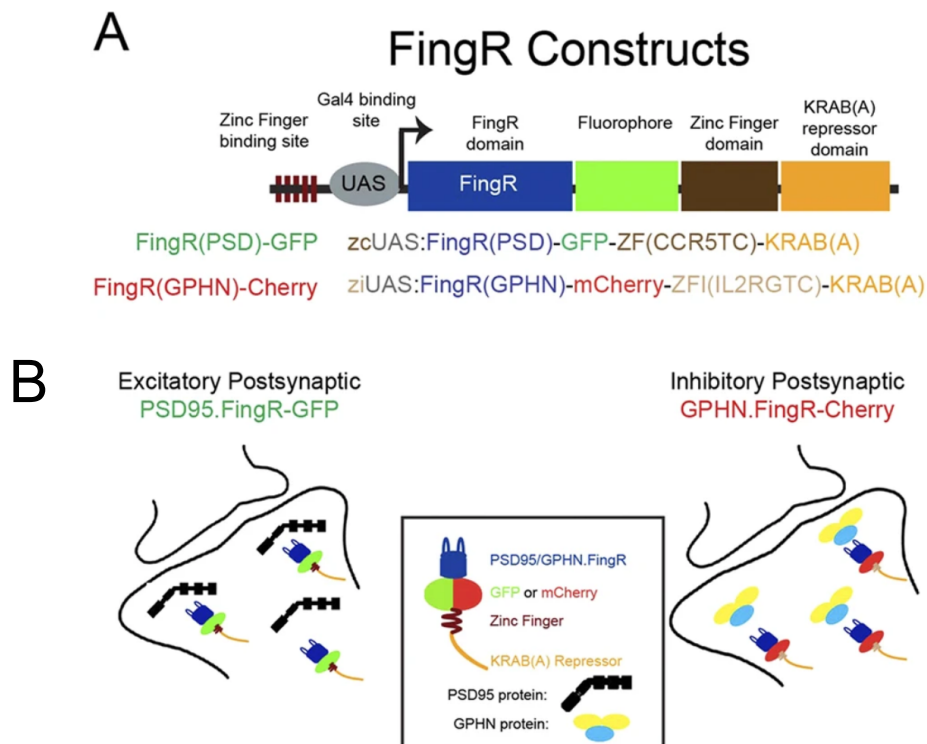 A
FingR Constructs
Zinc Finger
binding site
Gal4 binding
site
FingR
domain
Fluorophore
Zinc Finger
domain
KRAB(A)
repressor
domain
UAS
FingR
FingR(PSD)-GFP
zcUAS:FingR(PSD)-GFP-ZF(CCR5TC)-KRAB(A)
FingR(GPHN)-Cherry
ziUAS:FingR(GPHN)-mCherry-ZFI(IL2RGTC)-KRAB(A)
B
Excitatory Postsynaptic
PSD95.FingR-GFP
Inhibitory Postsynaptic
GPHN.FingR-Cherry
PSD95/GPHN.FingR
GFP or mCherry
Zinc Finger
KRAB(A) Repressor
PSD95 protein:
GPHN protein: